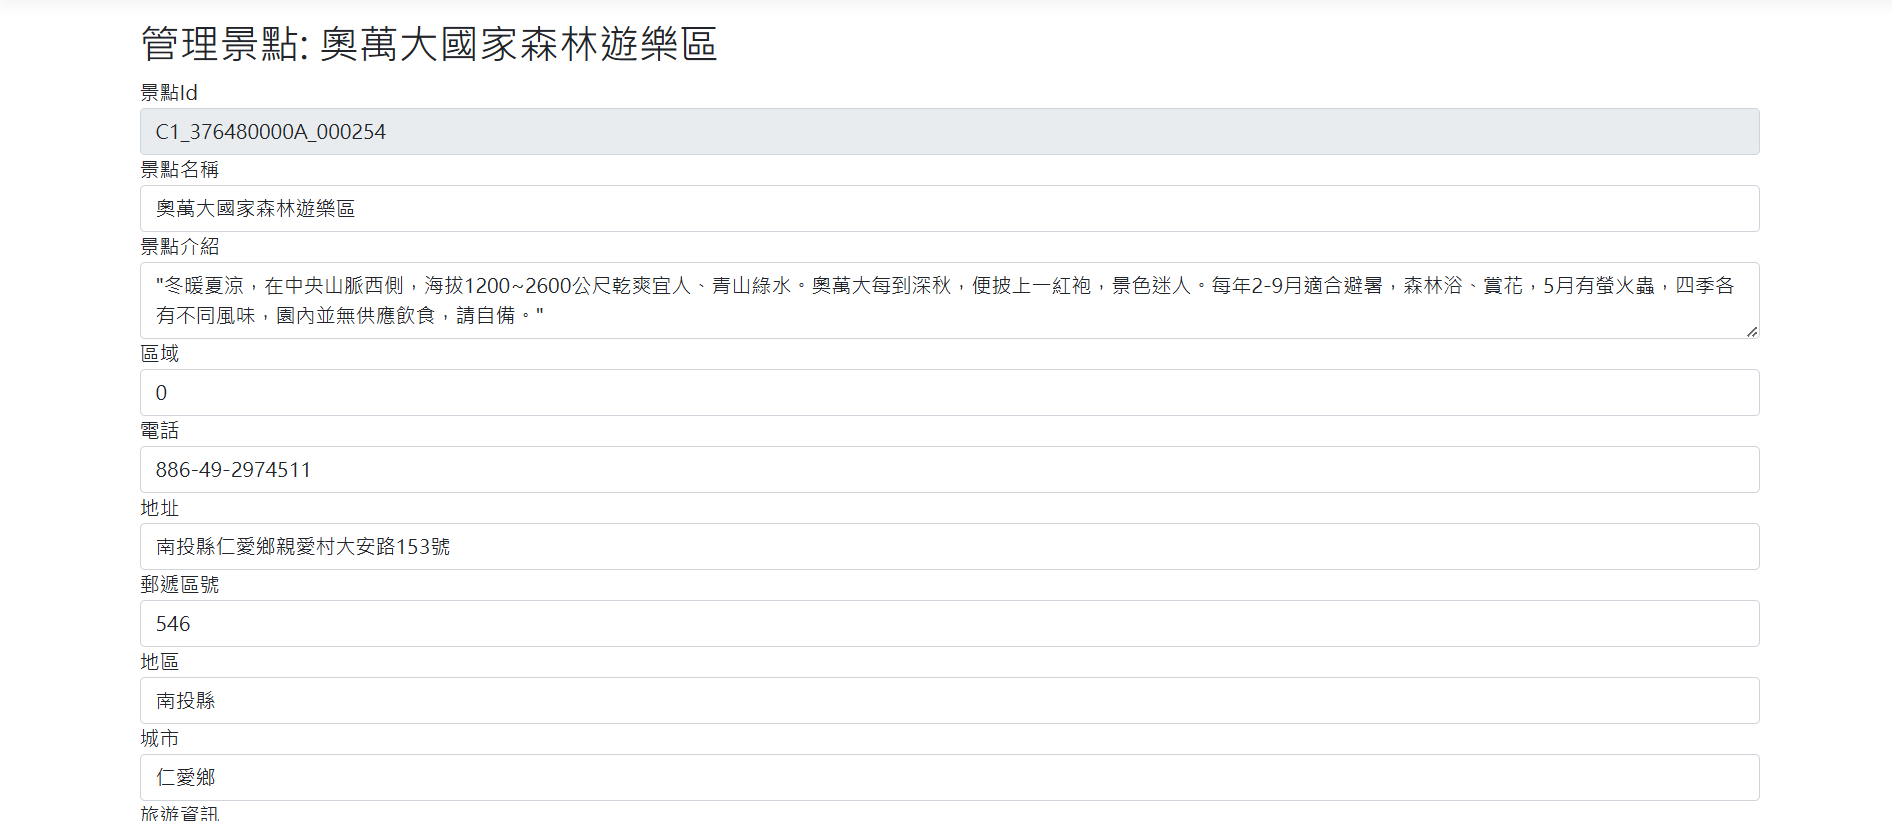 管理景點: 奧萬大國家森林遊樂區
景點Id
C1_376480000A_000254
景點名稱
奧萬大國家森林遊樂區
景點介紹
"冬暖夏涼，在中央山脈西側，海拔1200~2600公尺乾爽宜人、青山綠水。奧萬大每到深秋，便披上一紅袍，景色迷人。每年2-9月適合避署，森林浴、賞花，5月有螢火蟲，四季各
有不同風味，園內並無供應飲食，請自備。"
區域
0
電話
886-49-2974511
地址
南投縣仁愛鄉親愛村大安路153號
郵遞區號
546
地區
南投縣
城市
仁愛鄉
旅遊資訊